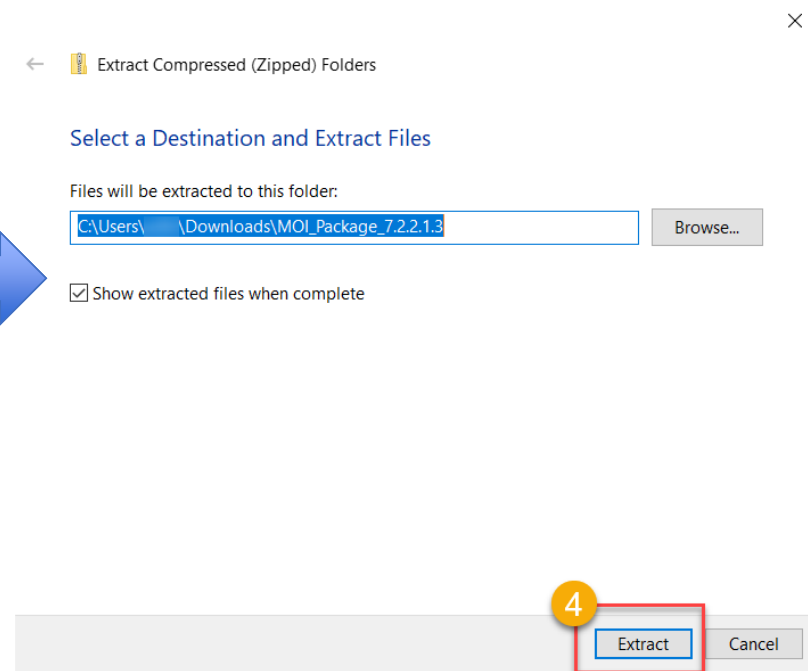 Extract Compressed (Zipped) Folders
Select a Destination and Extract Files
Files will be extracted to this folder:
C:\Users\ \Downloads\MOI_Package_7.2.2.1.3
Browse...
Show extracted files when complete
4
Extract Cancel